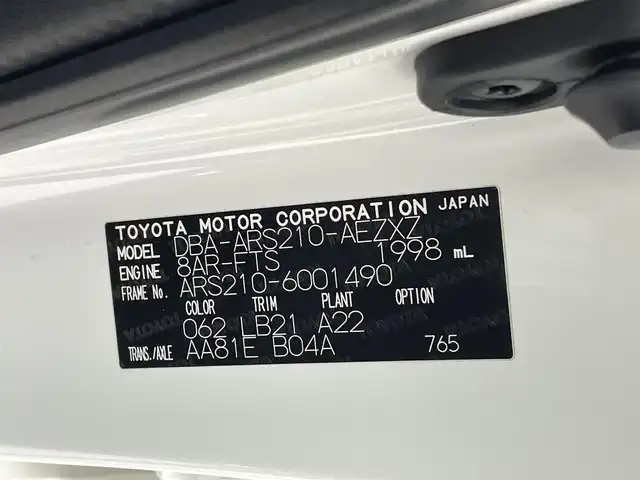 TOYOTA MOTOR CORPORATION JAPAN
MODEL DBA-ARS210-AEZXZ
ENGINE 8AR-FTS 1998 mL
FRAME No. ARS210-6001490
COLOR TRIM PLANT OPTION
062 LB21 A22
TRANS./AXLE AA81E B04A 765